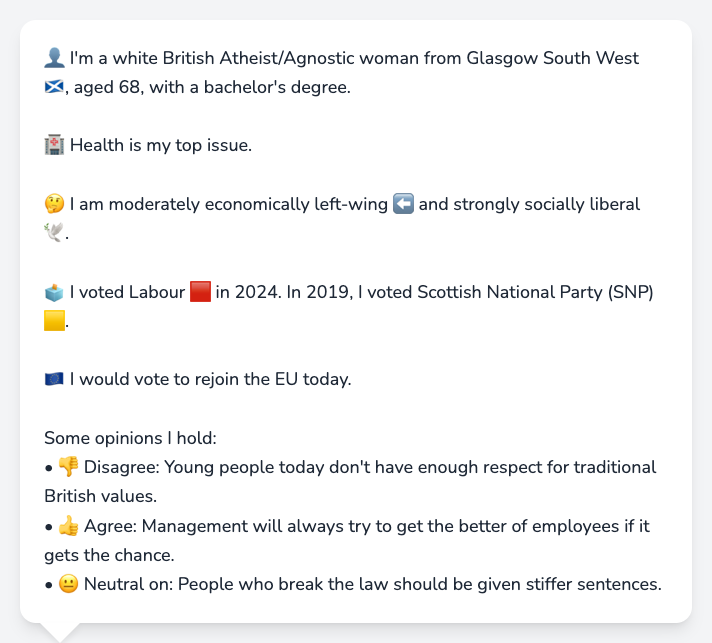 👤 I'm a white British Atheist/Agnostic woman from Glasgow South West
🏴󠁧󠁢󠁳󠁣󠁴󠁿, aged 68, with a bachelor's degree.
🏥 Health is my top issue.
🤔 I am moderately economically left-wing ⬅️ and strongly socially liberal
🕊️.
🗳️ I voted Labour 🟥 in 2024. In 2019, I voted Scottish National Party (SNP)
🟨.
🇪🇺 I would vote to rejoin the EU today.
Some opinions I hold:
• 👎 Disagree: Young people today don't have enough respect for traditional
British values.
• 👍 Agree: Management will always try to get the better of employees if it
gets the chance.
• 😐 Neutral on: People who break the law should be given stiffer sentences.